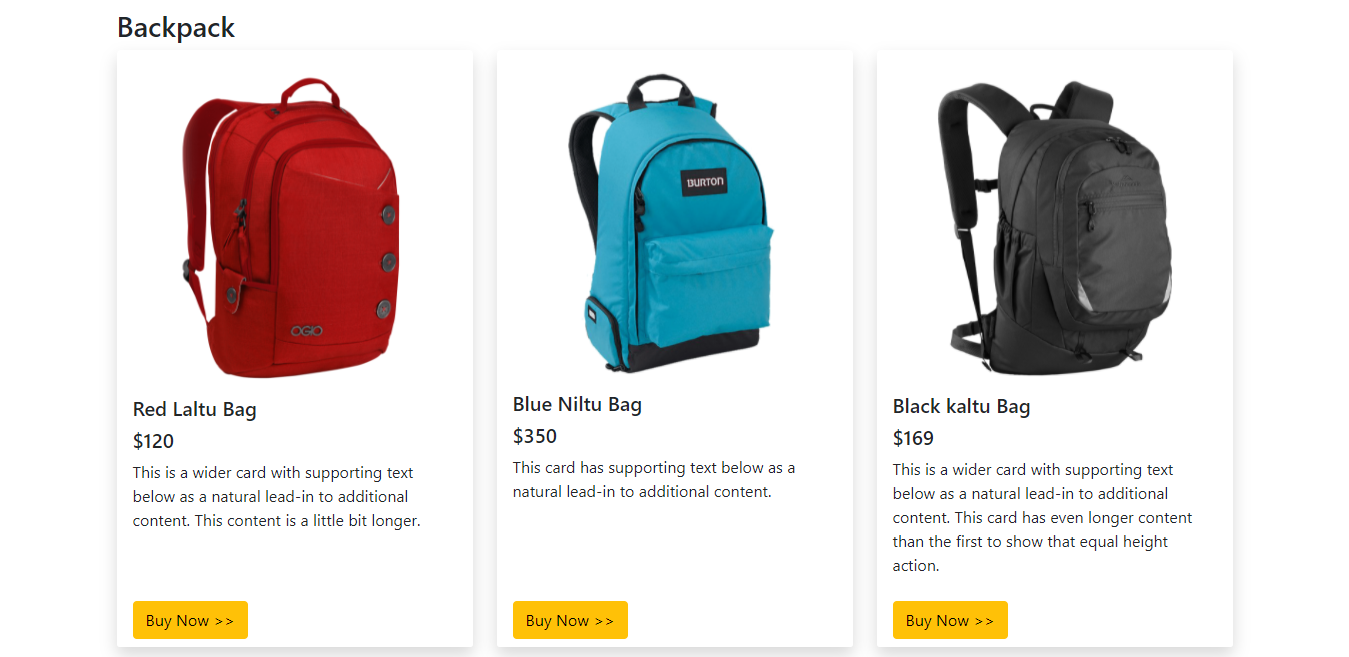 Backpack
OGIO
BURTON
Red Laltu Bag
$120
This is a wider card with supporting text
below as a natural lead-in to additional
content. This content is a little bit longer.
Buy Now >>
Blue Niltu Bag
$350
This card has supporting text below as a
natural lead-in to additional content.
Buy Now >>
Black kaltu Bag
$169
This is a wider card with supporting text
below as a natural lead-in to additional
content. This card has even longer content
than the first to show that equal height
action.
Buy Now >>